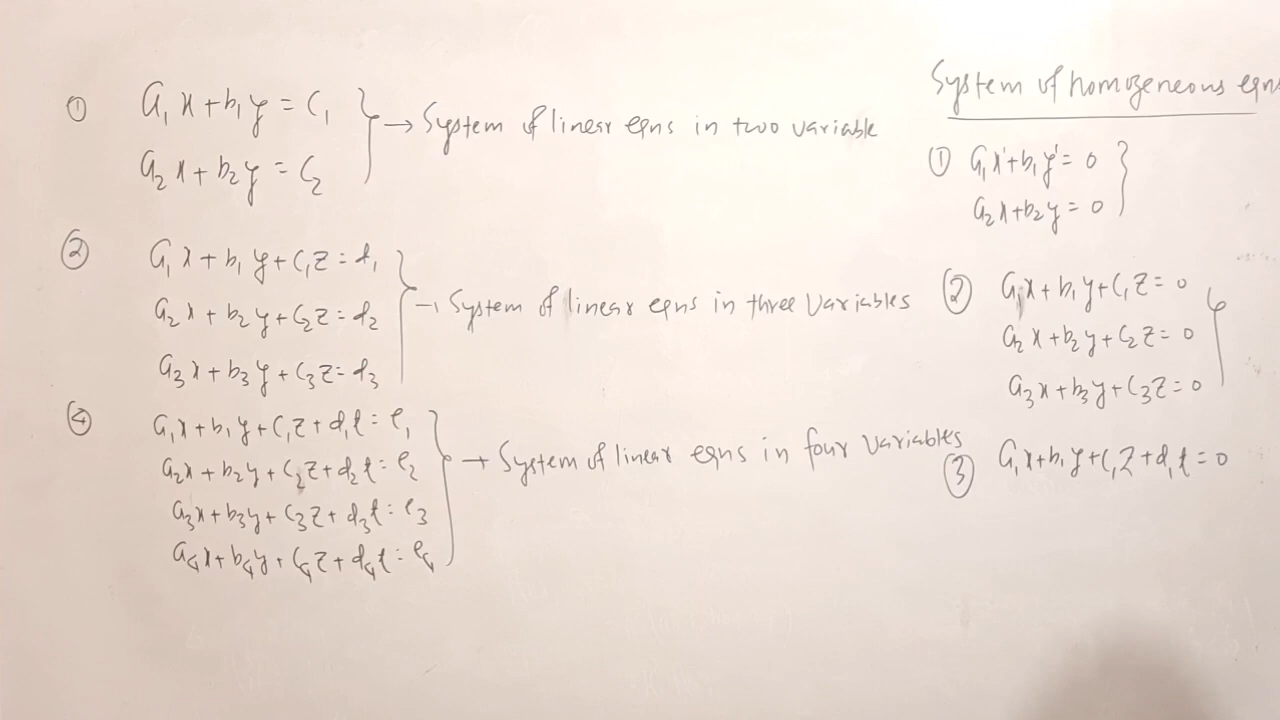 ① a₁x+b₁y = c₁
a₂x+b₂y = c₂
→ System of linear eqns in two variable
② a₁x+b₁y+c₁z=d₁
a₂x+b₂y+c₂z=d₂
a₃x+b₃y+c₃z=d₃
→ System of linear eqns in three variables
④ a₁x+b₁y+c₁z+d₁t=e₁
a₂x+b₂y+c₂z+d₂t=e₂
a₃x+b₃y+c₃z+d₃t=e₃
a₄x+b₄y+c₄z+d₄t=e₄
→ System of linear eqns in four variables
System of homogeneous eqns
① a₁x'+b₁y'=0
a₂x+b₂y=0
② a₁x+b₁y+c₁z=0
a₂x+b₂y+c₂z=0
a₃x+b₃y+c₃z=0
③ a₁x+b₁y+c₁z+d₁t=0